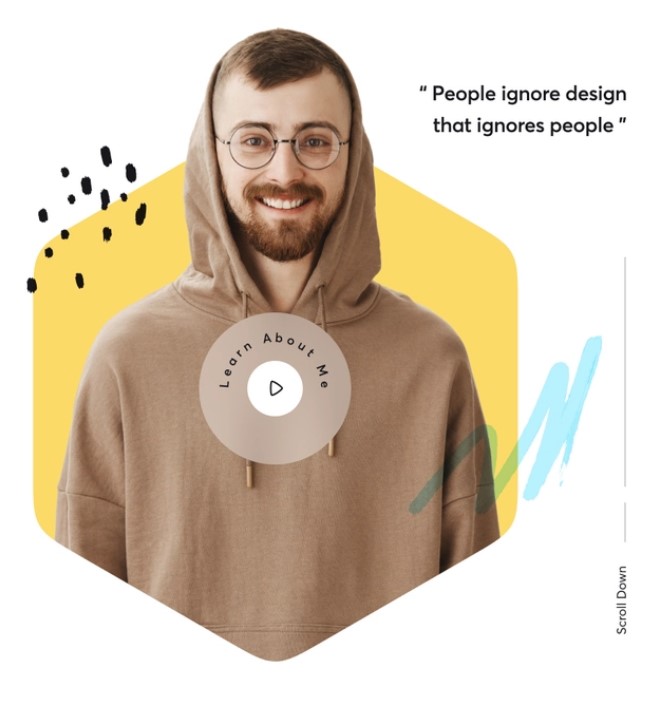 “ People ignore design
that ignores people ”
Learn About Me
Scroll Down